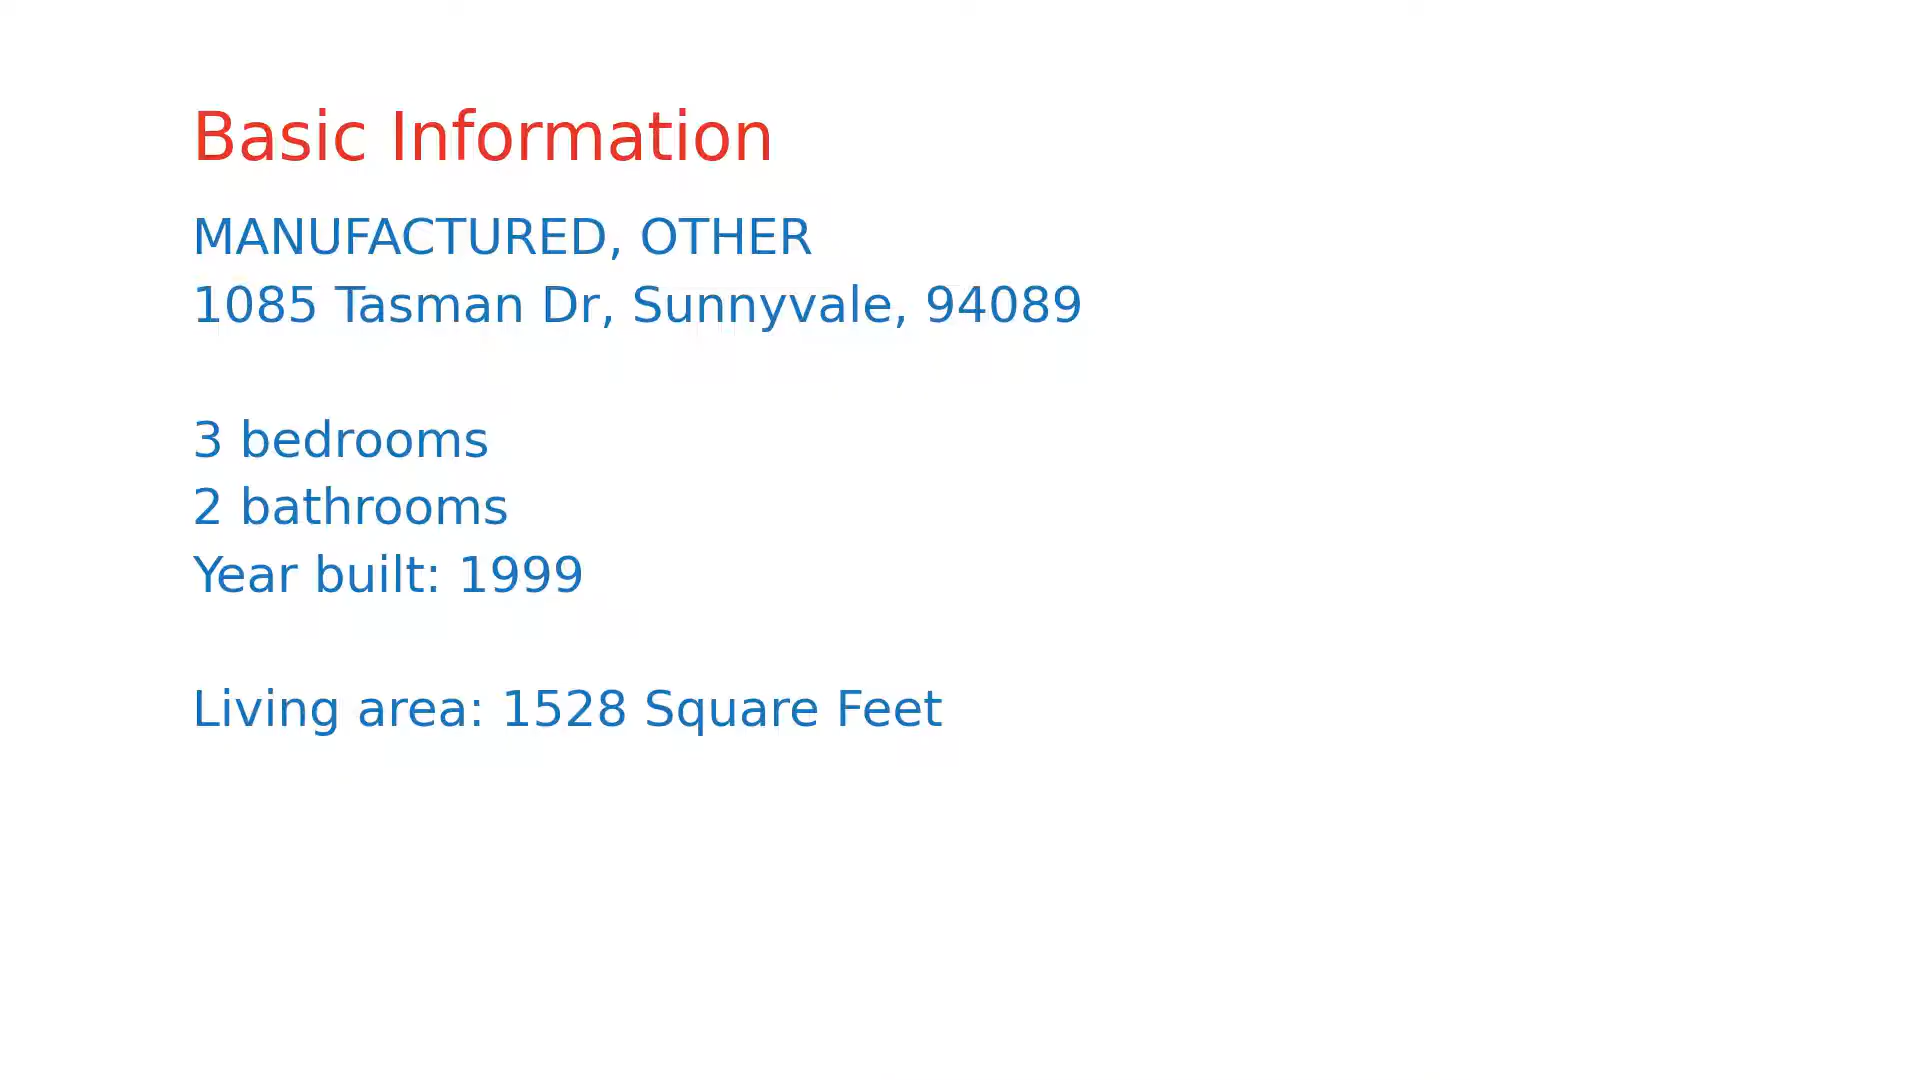 Basic Information
MANUFACTURED, OTHER
1085 Tasman Dr, Sunnyvale, 94089
3 bedrooms
2 bathrooms
Year built: 1999
Living area: 1528 Square Feet